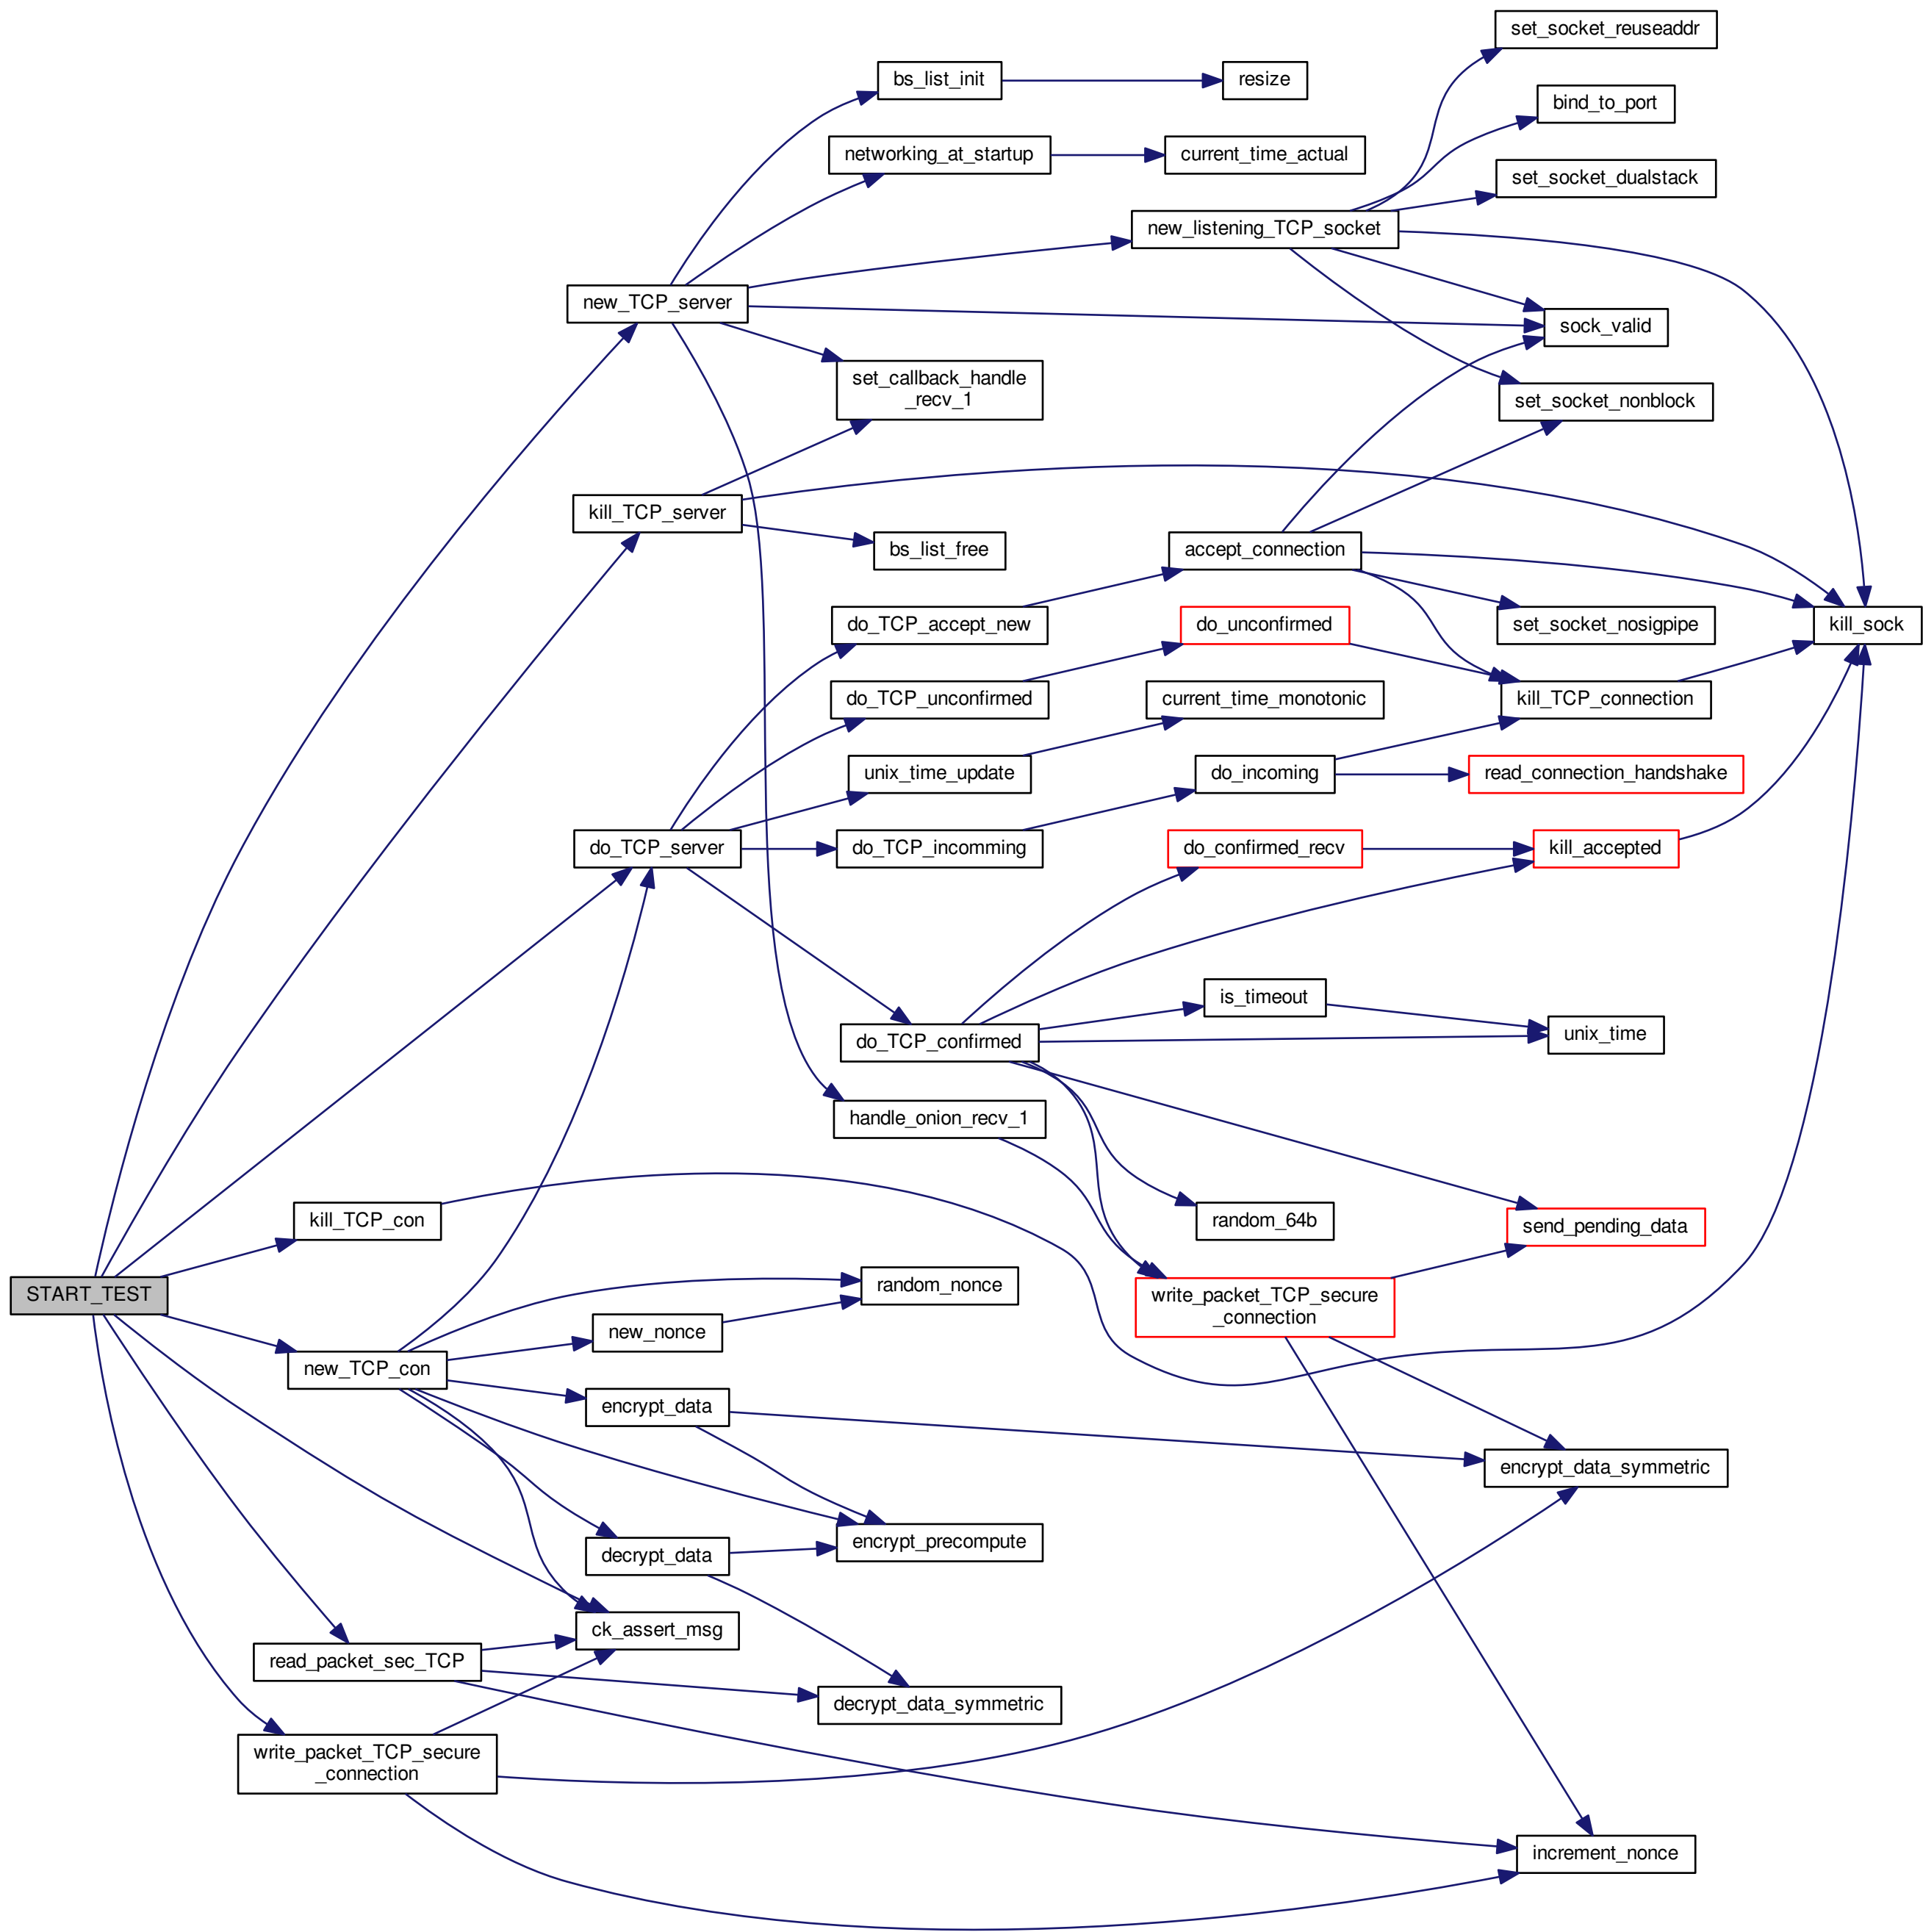 set_socket_reuseaddr
bs_list_init
resize
bind_to_port
networking_at_startup
current_time_actual
set_socket_dualstack
new_listening_TCP_socket
new_TCP_server
sock_valid
set_callback_handle
_recv_1
set_socket_nonblock
kill_TCP_server
bs_list_free
accept_connection
do_TCP_accept_new
do_unconfirmed
set_socket_nosigpipe
kill_sock
do_TCP_unconfirmed
current_time_monotonic
kill_TCP_connection
unix_time_update
do_incoming
read_connection_handshake
do_TCP_server
do_TCP_incomming
do_confirmed_recv
kill_accepted
is_timeout
do_TCP_confirmed
unix_time
handle_onion_recv_1
kill_TCP_con
random_64b
send_pending_data
START_TEST
random_nonce
write_packet_TCP_secure
_connection
new_nonce
new_TCP_con
encrypt_data
encrypt_data_symmetric
decrypt_data
encrypt_precompute
ck_assert_msg
read_packet_sec_TCP
decrypt_data_symmetric
write_packet_TCP_secure
_connection
increment_nonce